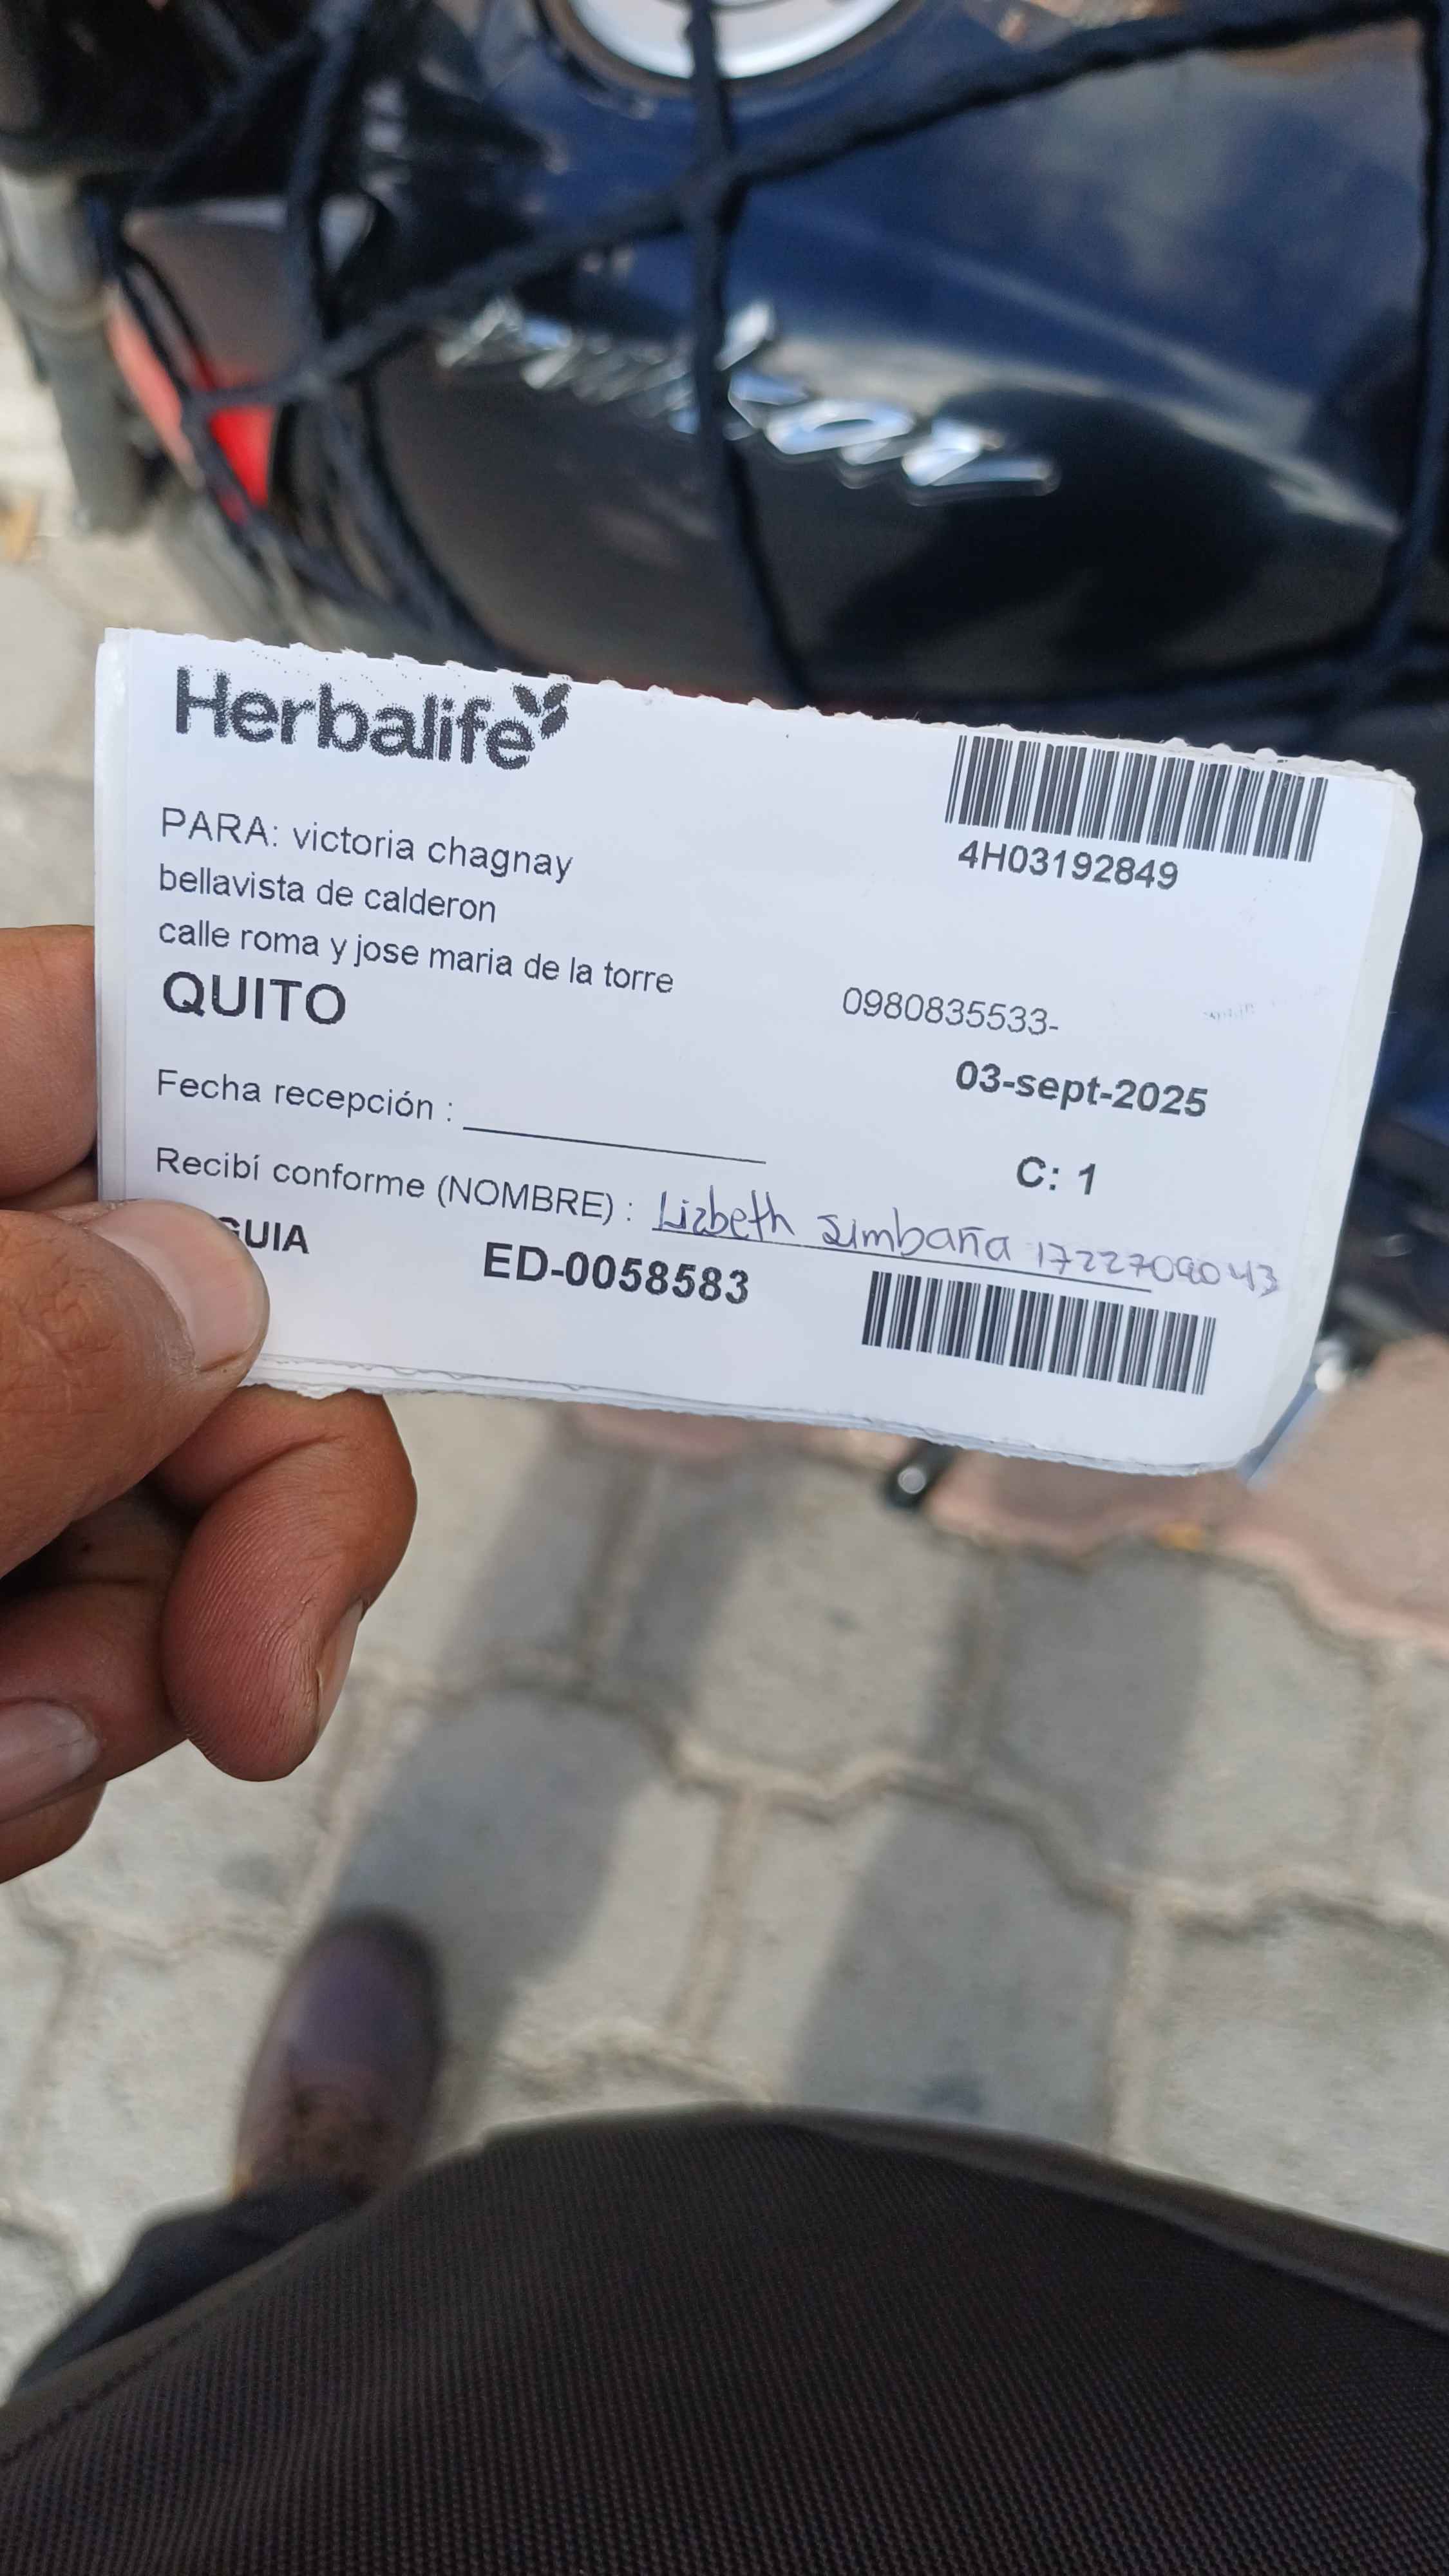 Herbalife
4H03192849
PARA: victoria chagnay
bellavista de calderon
calle roma y jose maria de la torre
QUITO
0980835533-
03-sept-2025
Fecha recepción :
C: 1
Recibí conforme (NOMBRE) : Lizbeth Simbaña 1722709043
GUIA
ED-0058583